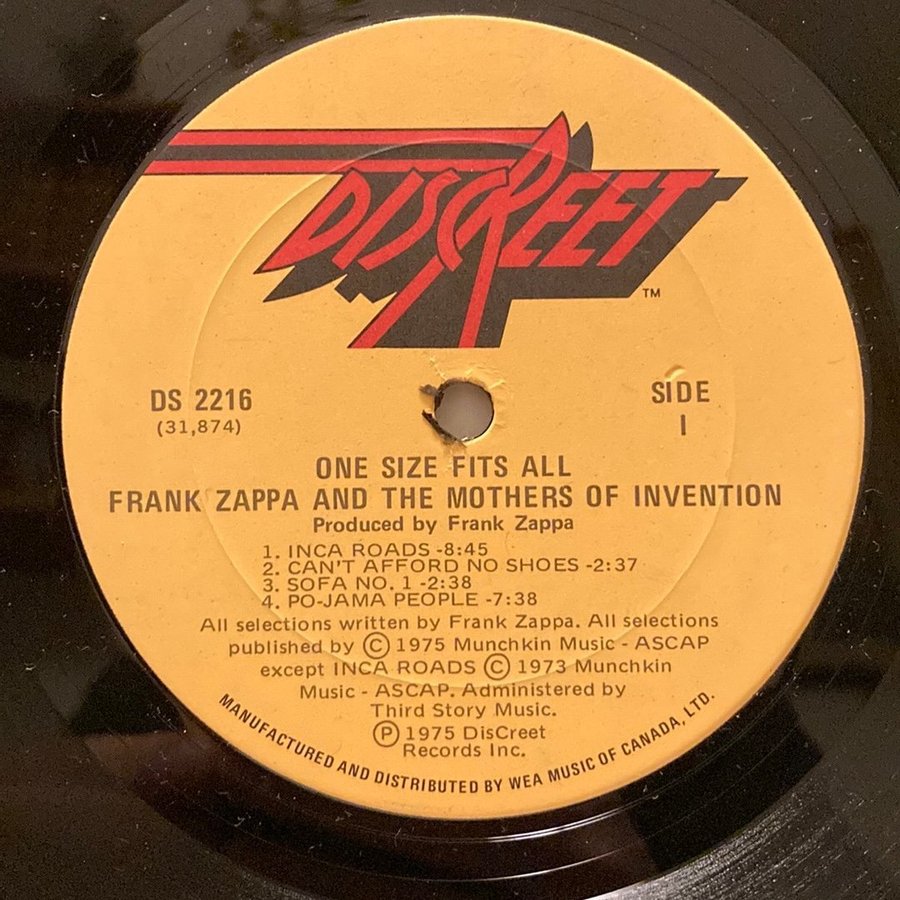 DISCREET
TM
DS 2216
(31,874)
SIDE
1
ONE SIZE FITS ALL
FRANK ZAPPA AND THE MOTHERS OF INVENTION
Produced by Frank Zappa
1. INCA ROADS -8:45
2. CAN'T AFFORD NO SHOES -2:37
3. SOFA NO. 1 -2:38
4. PO-JAMA PEOPLE -7:38
All selections written by Frank Zappa. All selections
published by © 1975 Munchkin Music - ASCAP
except INCA ROADS © 1973 Munchkin
Music - ASCAP. Administered by
Third Story Music.
℗ 1975 DisCreet
Records Inc.
MANUFACTURED AND DISTRIBUTED BY WEA MUSIC OF CANADA, LTD.